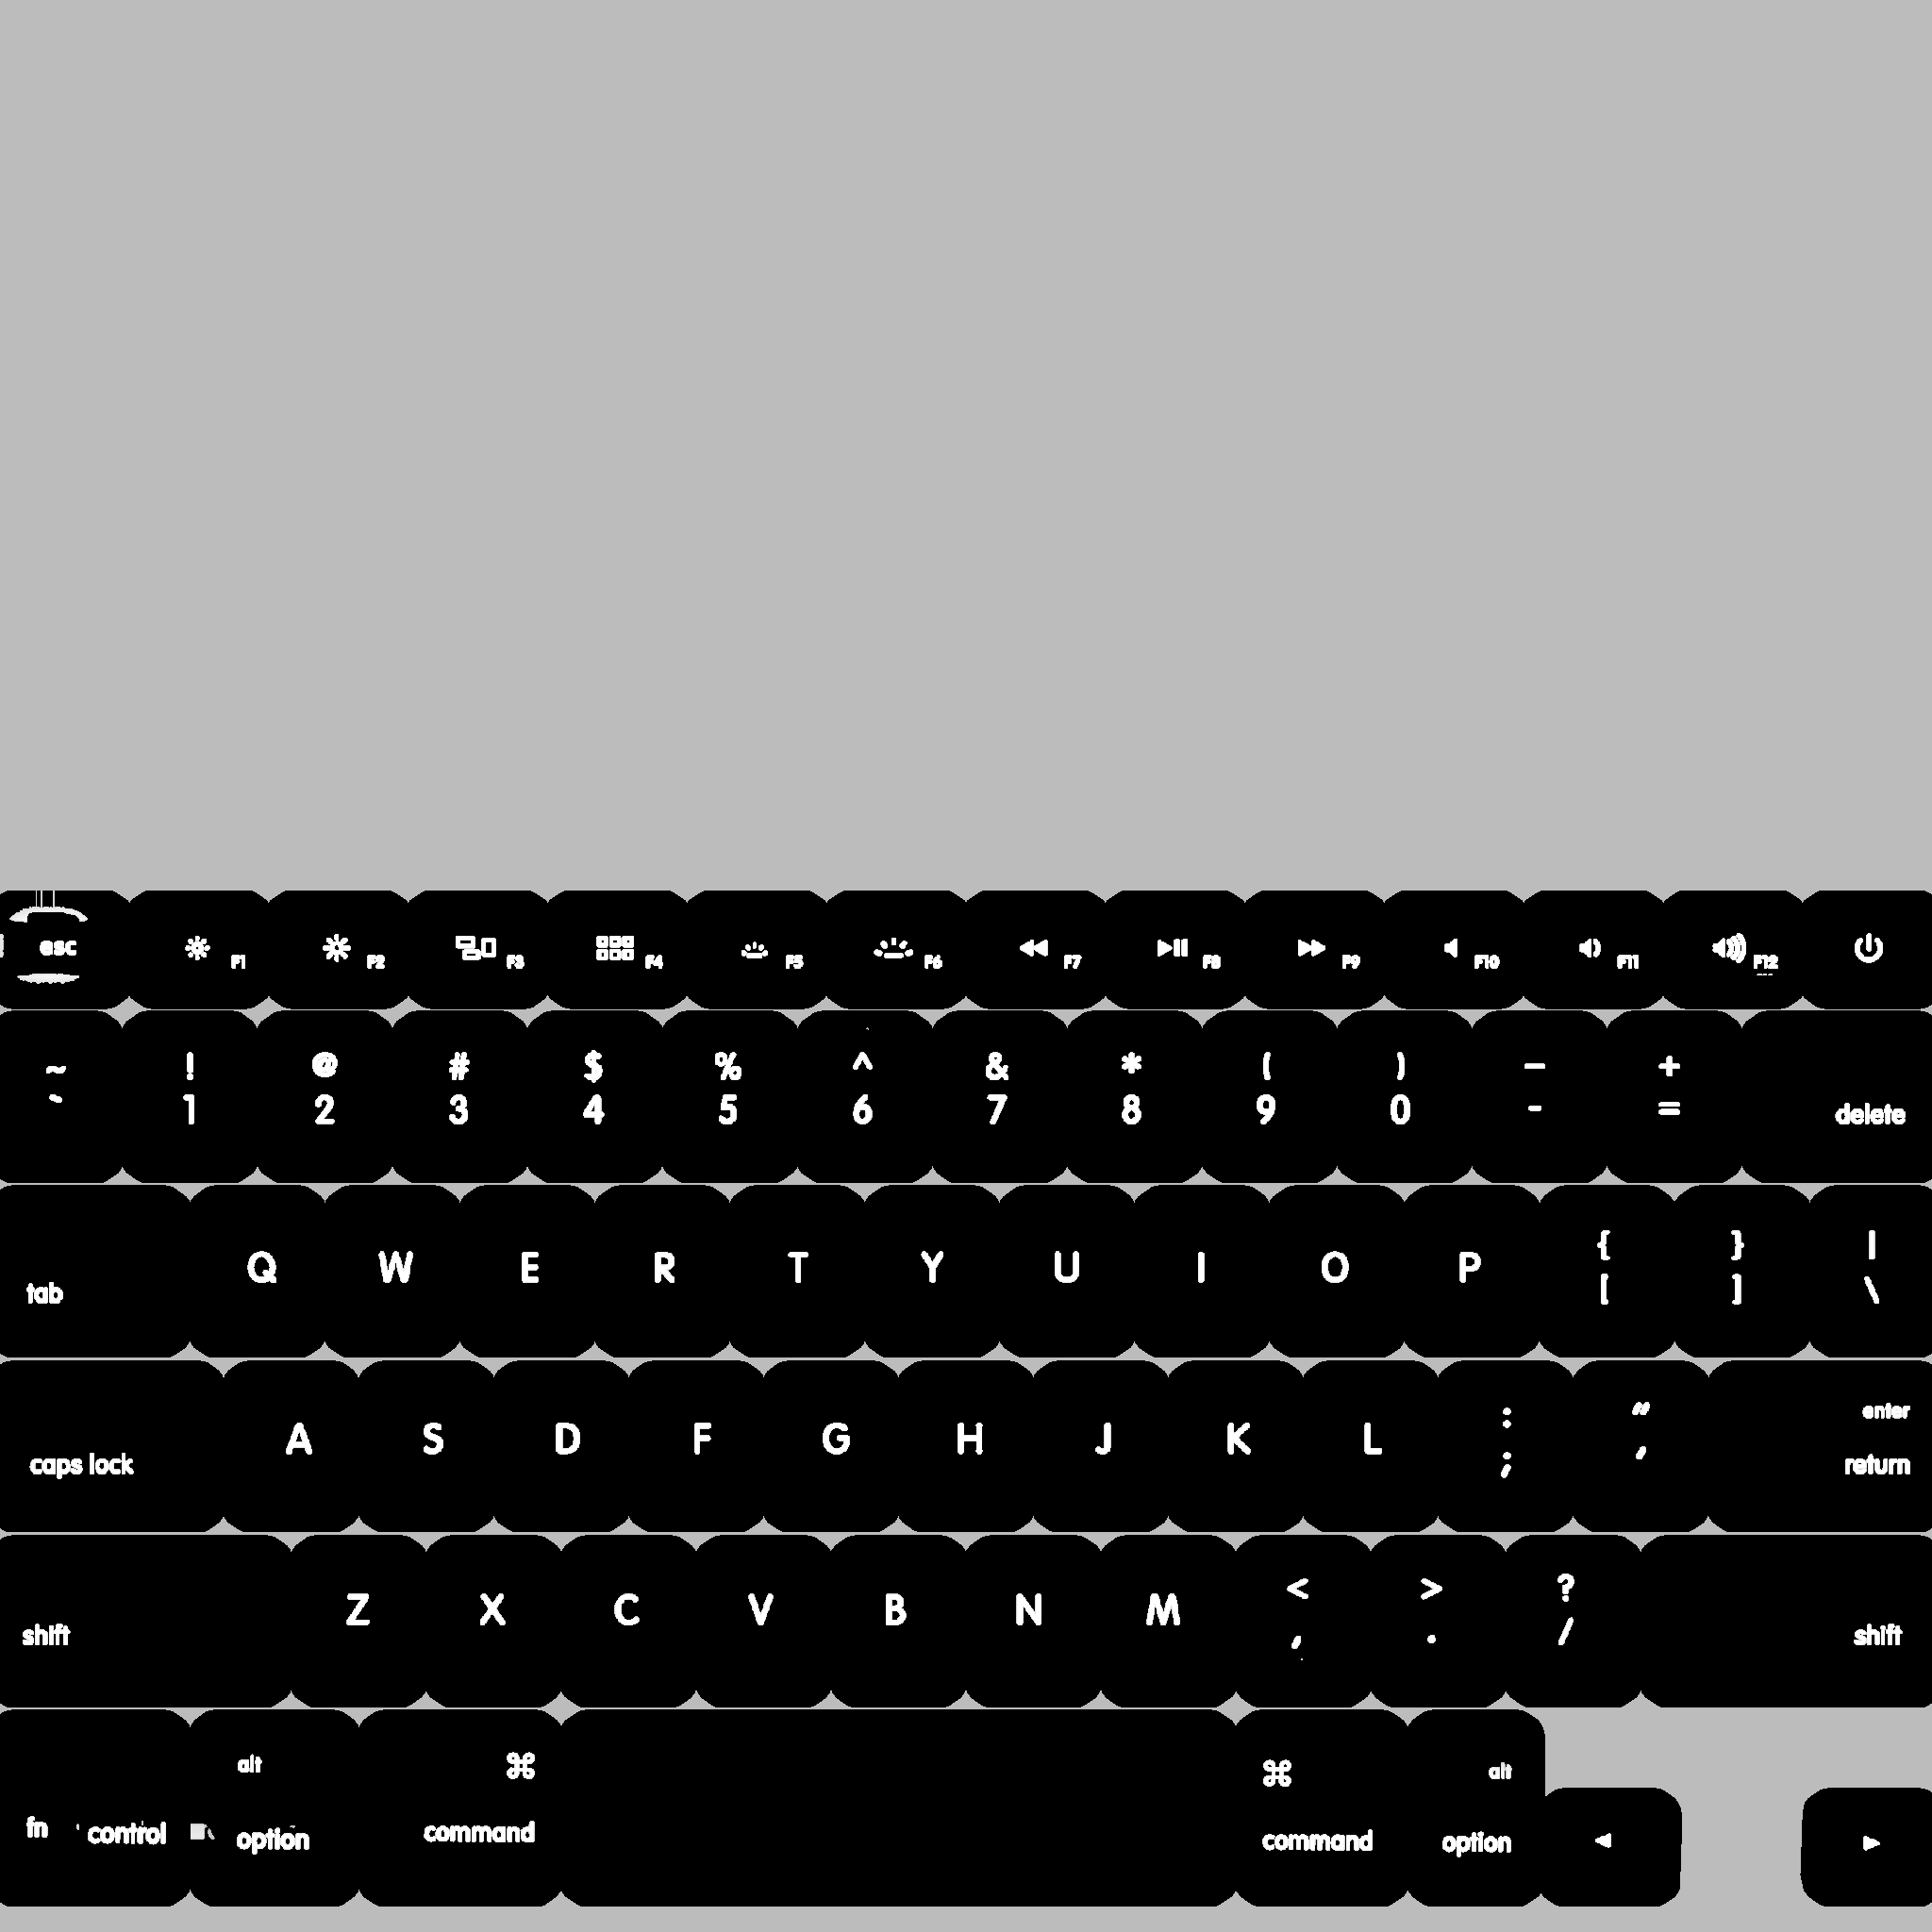 esc F1 F2 F3 F4 F5 F6 F7 F8 F9 F10 F11 F12
~ ! @ # $ % ^ & * ( ) — +
` 1 2 3 4 5 6 7 8 9 0 - = delete
{ } |
tab Q W E R T Y U I O P [ ] \
: " enter
caps lock A S D F G H J K L ; ' return
< > ?
shift Z X C V B N M , . / shift
alt ⌘ ⌘ alt
fn control option command command option